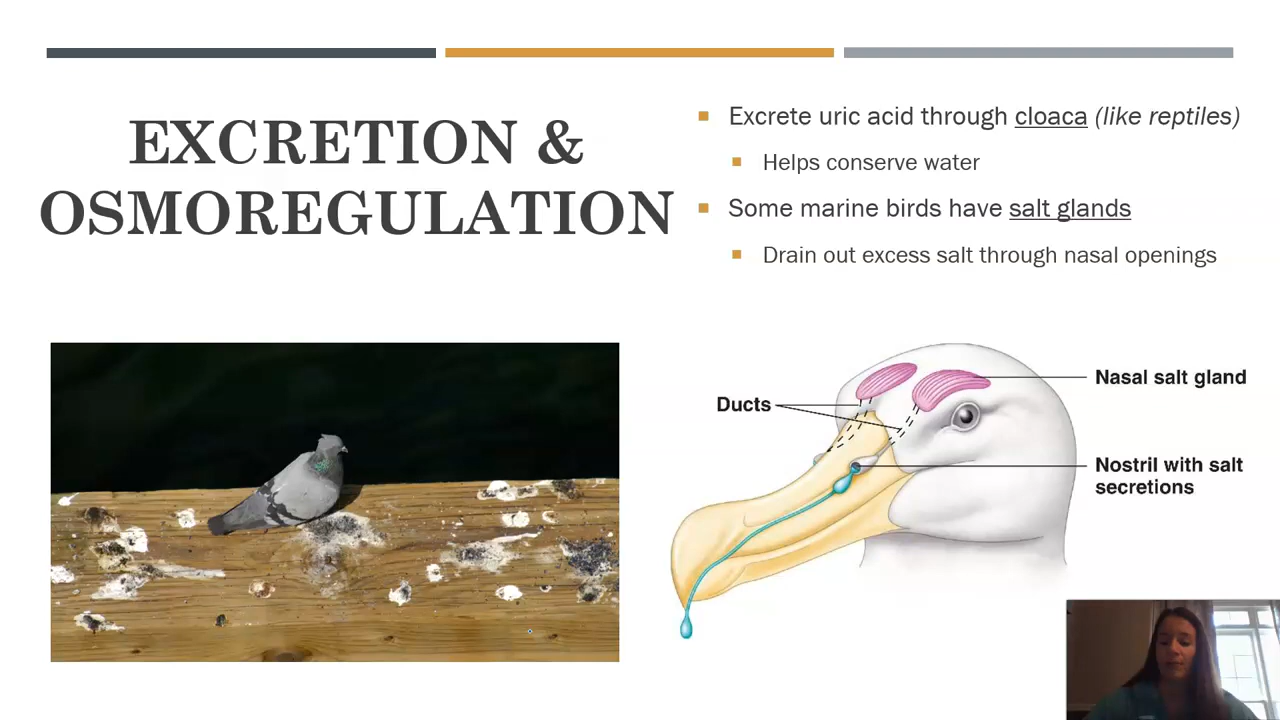 EXCRETION &
OSMOREGULATION
Excrete uric acid through cloaca (like reptiles)
Helps conserve water
Some marine birds have salt glands
Drain out excess salt through nasal openings
Ducts
Nasal salt gland
Nostril with salt
secretions